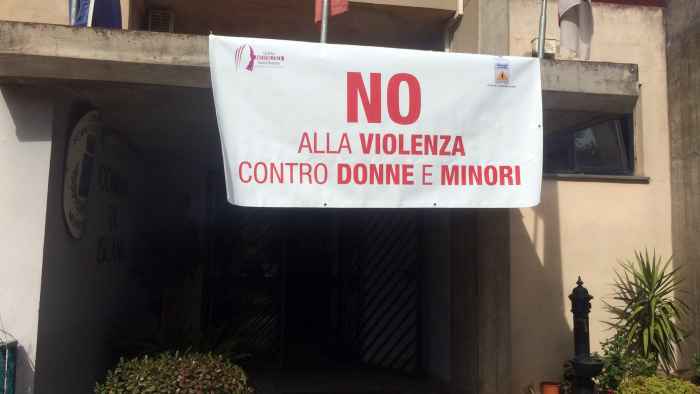 NO
ALLA VIOLENZA
CONTRO DONNE E MINORI